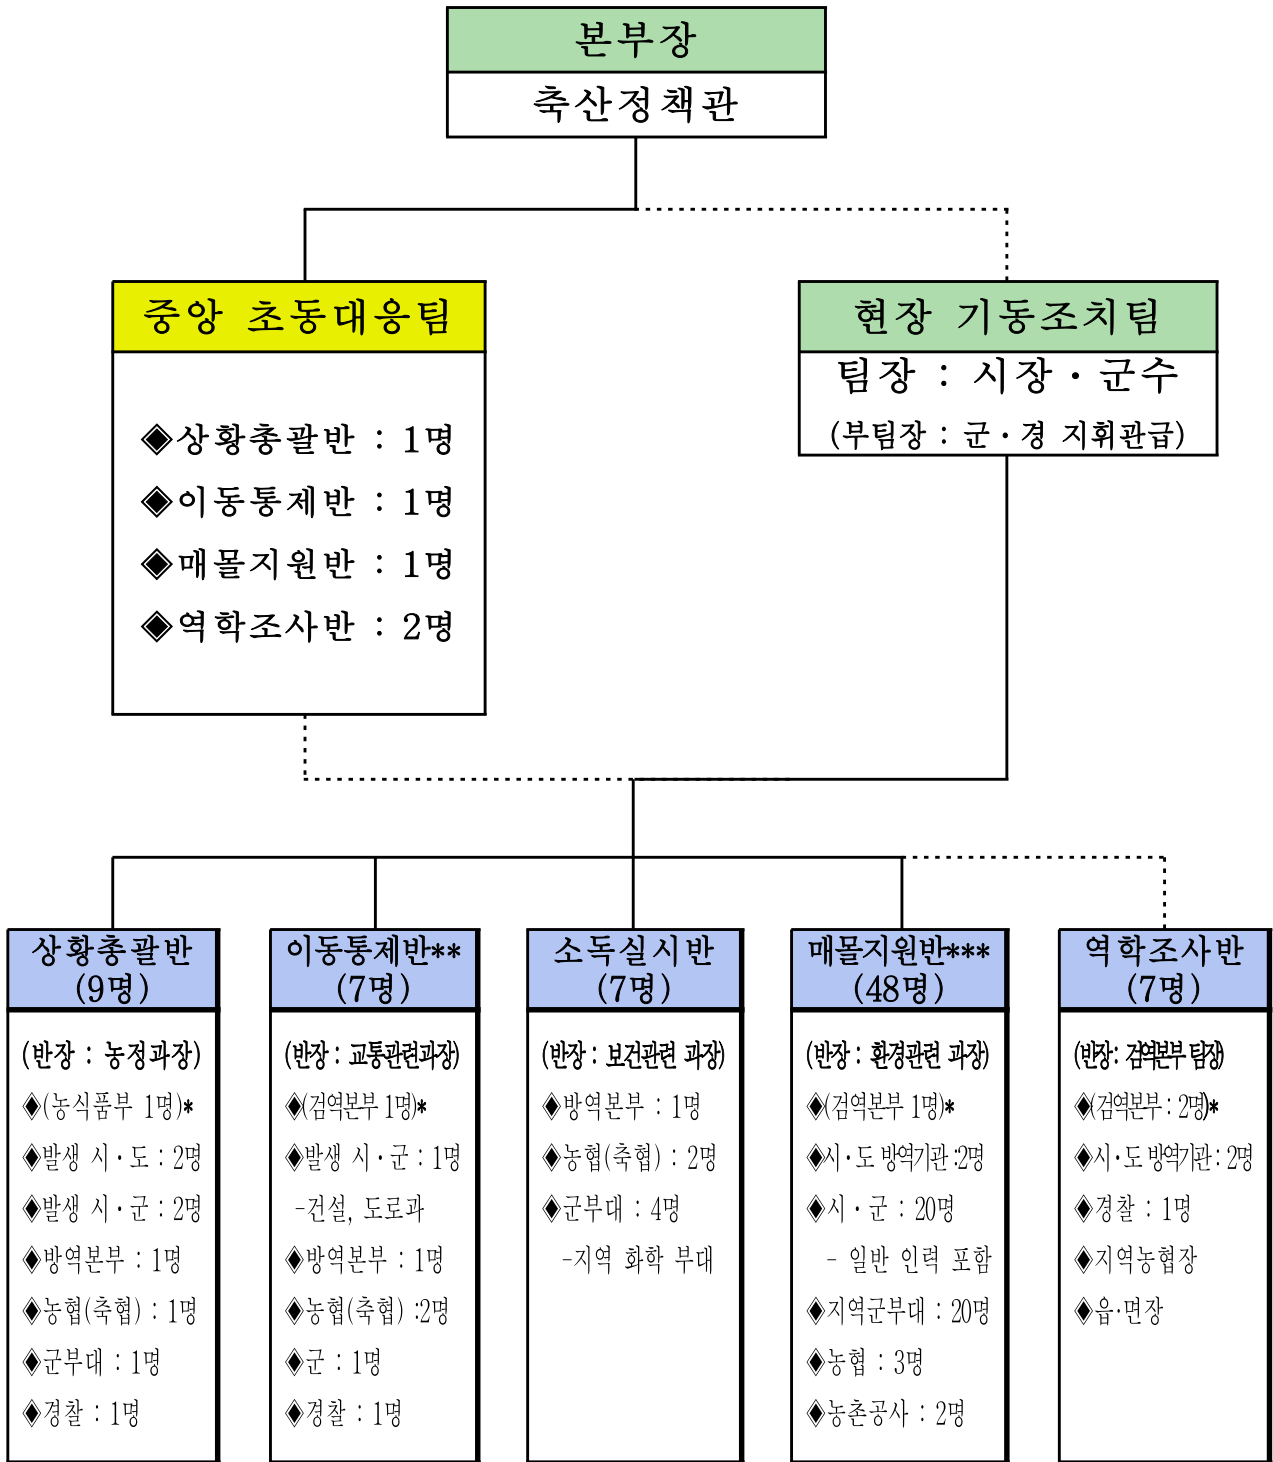 본부장
축산정책관
중앙 초동대응팀
◈상황총괄반 : 1명
◈이동통제반 : 1명
◈매몰지원반 : 1명
◈역학조사반 : 2명
현장 기동조치팀
팀장 : 시장·군수
(부팀장 : 군·경 지휘관급)
상황총괄반
(9명)
(반장 : 농정과장)
◈(농식품부 1명)*
◈발생 시·도 : 2명
◈발생 시·군 : 2명
◈방역본부 : 1명
◈농협(축협) : 1명
◈군부대 : 1명
◈경찰 : 1명
이동통제반**
(7명)
(반장 : 교통관련과장)
◈(검역본부 1명)*
◈발생 시·군 : 1명
-건설, 도로과
◈방역본부 : 1명
◈농협(축협) :2명
◈군 : 1명
◈경찰 : 1명
소독실시반
(7명)
(반장 : 보건관련 과장)
◈방역본부 : 1명
◈농협(축협) : 2명
◈군부대 : 4명
-지역 화학 부대
매몰지원반***
(48명)
(반장 : 환경관련 과장)
◈(검역본부 1명)*
◈시·도 방역기관 :2명
◈시·군 : 20명
- 일반 인력 포함
◈지역군부대 : 20명
◈농협 : 3명
◈농촌공사 : 2명
역학조사반
(7명)
(반장 : 검역본부 팀장)
◈(검역본부 : 2명)*
◈시·도 방역기관 : 2명
◈경찰 : 1명
◈지역농협장
◈읍·면장